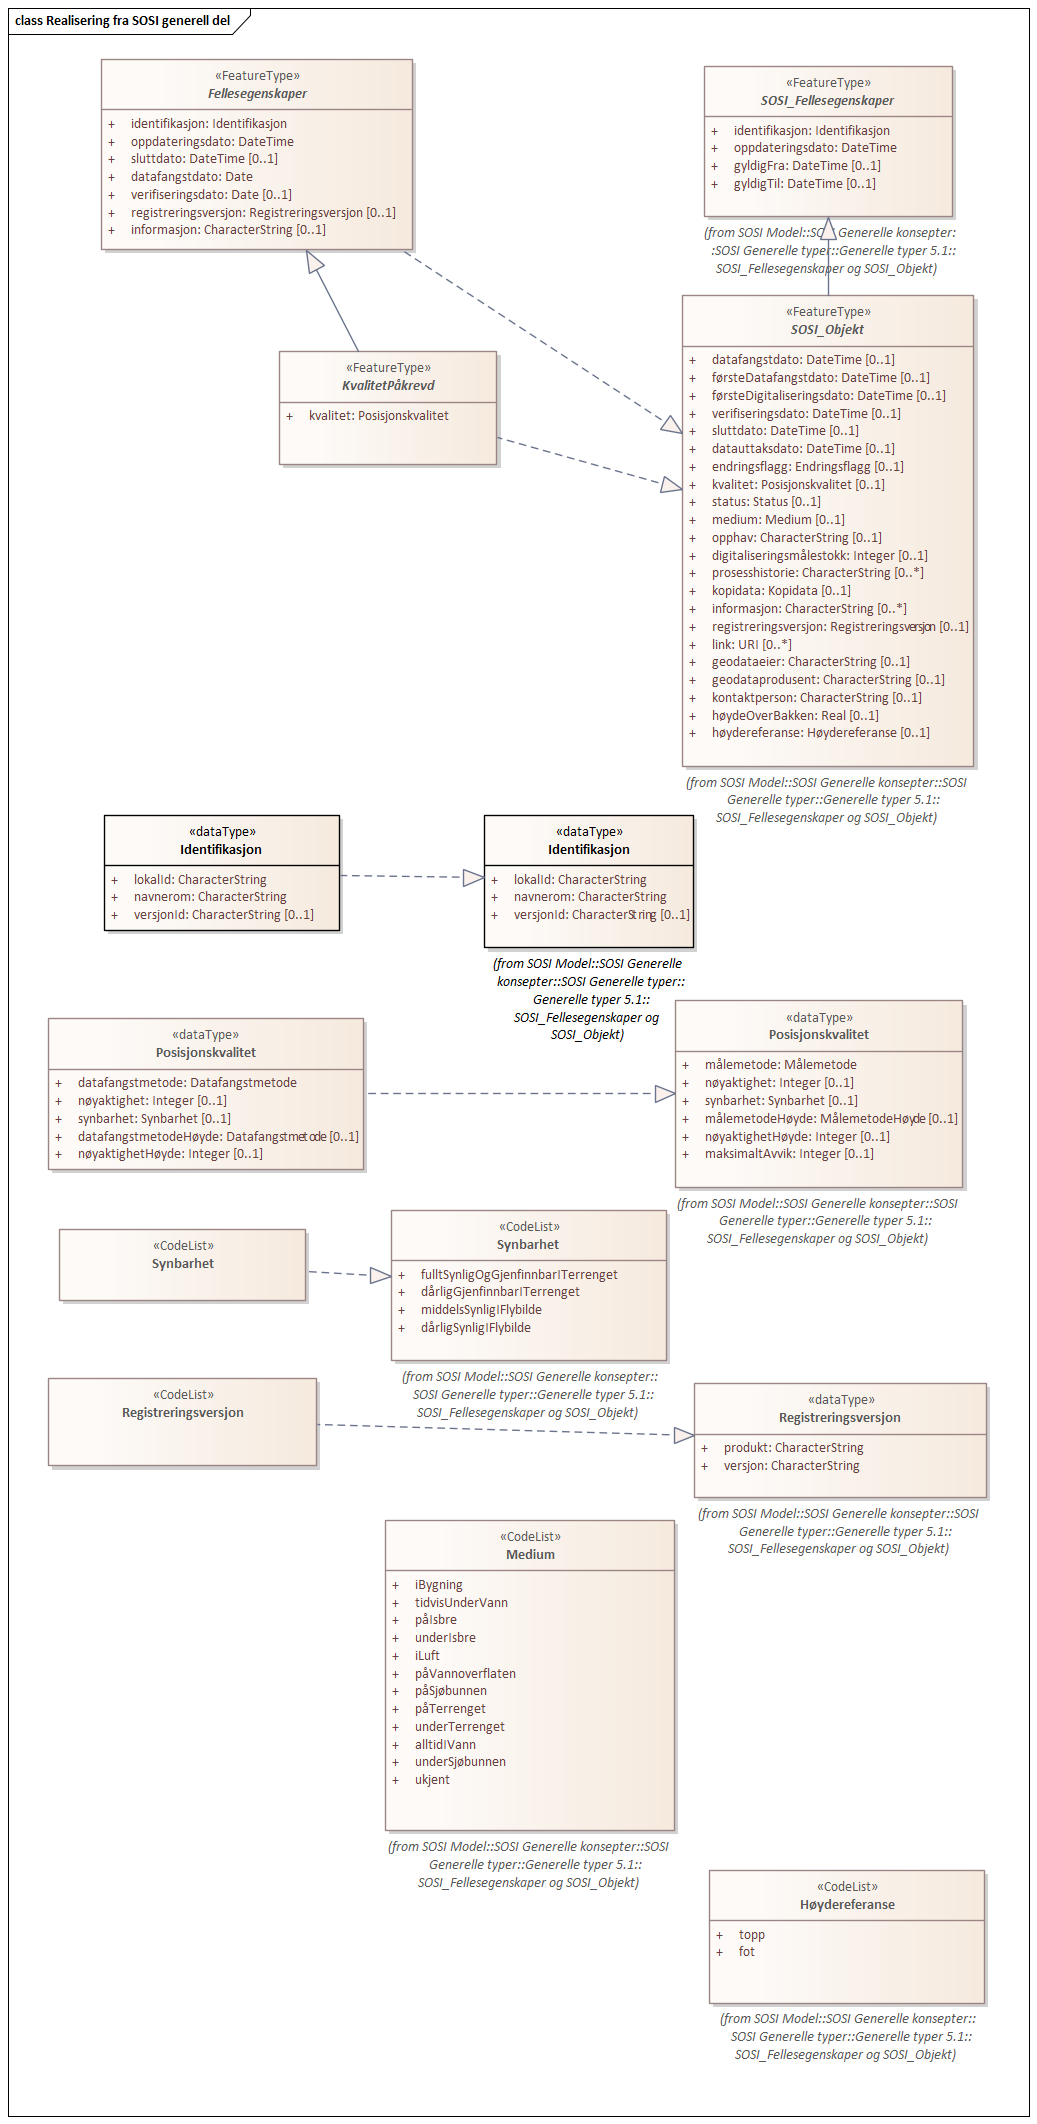 class Realisering fra SOSI generell del
«FeatureType»
Fellesegenskaper
+ identifikasjon: Identifikasjon
+ oppdateringsdato: DateTime
+ sluttdato: DateTime [0..1]
+ datafangstdato: Date
+ verifiseringsdato: Date [0..1]
+ registreringsversjon: Registreringsversjon [0..1]
+ informasjon: CharacterString [0..1]
«FeatureType»
SOSI_Fellesegenskaper
+ identifikasjon: Identifikasjon
+ oppdateringsdato: DateTime
+ gyldigFra: DateTime [0..1]
+ gyldigTil: DateTime [0..1]
(from SOSI Model::SOSI Generelle konsepter:
:SOSI Generelle typer::Generelle typer 5.1::
SOSI_Fellesegenskaper og SOSI_Objekt)
«FeatureType»
KvalitetPåkrevd
+ kvalitet: Posisjonskvalitet
«FeatureType»
SOSI_Objekt
+ datafangstdato: DateTime [0..1]
+ førsteDatafangstdato: DateTime [0..1]
+førsteDigitaliseringsdato: DateTime [0..1]
+ verifiseringsdato: DateTime [0..1]
+ sluttdato: DateTime [0..1]
+ datauttaksdato: DateTime [0..1]
+ endringsflagg: Endringsflagg [0..1]
+ kvalitet: Posisjonskvalitet [0..1]
+ status: Status [0..1]
+ medium: Medium [0..1]
+ opphav: CharacterString [0..1]
+ digitaliseringsmålestokk: Integer [0..1]
+ prosesshistorie: CharacterString [0..*]
+ kopidata: Kopidata [0..1]
+ informasjon: CharacterString [0..*]
+ registreringsversjon: Registreringsversjon [0..1]
+ link: URI [0..*]
+ geodataeier: CharacterString [0..1]
+ geodataprodusent: CharacterString [0..1]
+ kontaktperson: CharacterString [0..1]
+ høydeOverBakken: Real [0..1]
+ høydereferanse: Høydereferanse [0..1]
(from SOSI Model::SOSI Generelle konsepter::SOSI
Generelle typer::Generelle typer 5.1::
SOSI_Fellesegenskaper og SOSI_Objekt)
«dataType»
Identifikasjon
+ lokalId: CharacterString
+ navnerom: CharacterString
+ versjonId: CharacterString [0..1]
«dataType»
Identifikasjon
+ lokalId: CharacterString
+ navnerom: CharacterString
+ versjonId: CharacterString [0..1]
(from SOSI Model::SOSI Generelle
konsepter::SOSI Generelle typer::
Generelle typer 5.1::
SOSI_Fellesegenskaper og
SOSI_Objekt)
«dataType»
Posisjonskvalitet
+ datafangstmetode: Datafangstmetode
+ nøyaktighet: Integer [0..1]
+ synbarhet: Synbarhet [0..1]
+ datafangstmetodeHøyde: Datafangstmetode [0..1]
+ nøyaktighetHøyde: Integer [0..1]
«dataType»
Posisjonskvalitet
+ målemetode: Målemetode
+ nøyaktighet: Integer [0..1]
+ synbarhet: Synbarhet [0..1]
+ målemetodeHøyde: MålemetodeHøyde [0..1]
+ nøyaktighetHøyde: Integer [0..1]
+ maksimaltAvvik: Integer [0..1]
(from SOSI Model::SOSI Generelle konsepter::SOSI
Generelle typer::Generelle typer 5.1::
SOSI_Fellesegenskaper og SOSI_Objekt)
«CodeList»
Synbarhet
«CodeList»
Synbarhet
+ fulltSynligOgGjenfinnbarITerrenget
+ dårligGjenfinnbarITerrenget
+ middelsSynligIFlybilde
+ dårligSynligIFlybilde
(from SOSI Model::SOSI Generelle konsepter::
SOSI Generelle typer::Generelle typer 5.1::
SOSI_Fellesegenskaper og SOSI_Objekt)
«CodeList»
Registreringsversjon
«dataType»
Registreringsversjon
+ produkt: CharacterString
+ versjon: CharacterString
(from SOSI Model::SOSI Generelle konsepter::SOSI
Generelle typer::Generelle typer 5.1::
SOSI_Fellesegenskaper og SOSI_Objekt)
«CodeList»
Medium
+ iBygning
+ tidvisUnderVann
+ påIsbre
+ underIsbre
+ iLuft
+ påVannoverflaten
+ påSjøbunnen
+ påTerrenget
+ underTerrenget
+ alltidIVann
+ underSjøbunnen
+ ukjent
(from SOSI Model::SOSI Generelle konsepter::SOSI
Generelle typer::Generelle typer 5.1::
SOSI_Fellesegenskaper og SOSI_Objekt)
«CodeList»
Høydereferanse
+ topp
+ fot
(from SOSI Model::SOSI Generelle konsepter::
SOSI Generelle typer::Generelle typer 5.1::
SOSI_Fellesegenskaper og SOSI_Objekt)